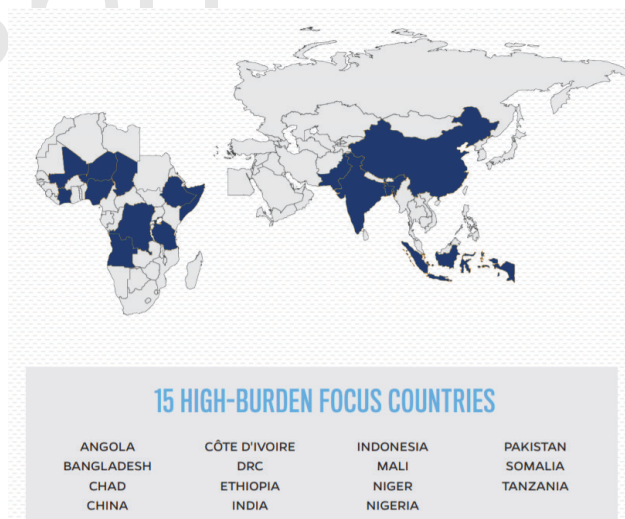 15 HIGH-BURDEN FOCUS COUNTRIES
ANGOLA
BANGLADESH
CHAD
CHINA
CÔTE D'IVOIRE
DRC
ETHIOPIA
INDIA
INDONESIA
MALI
NIGER
NIGERIA
PAKISTAN
SOMALIA
TANZANIA